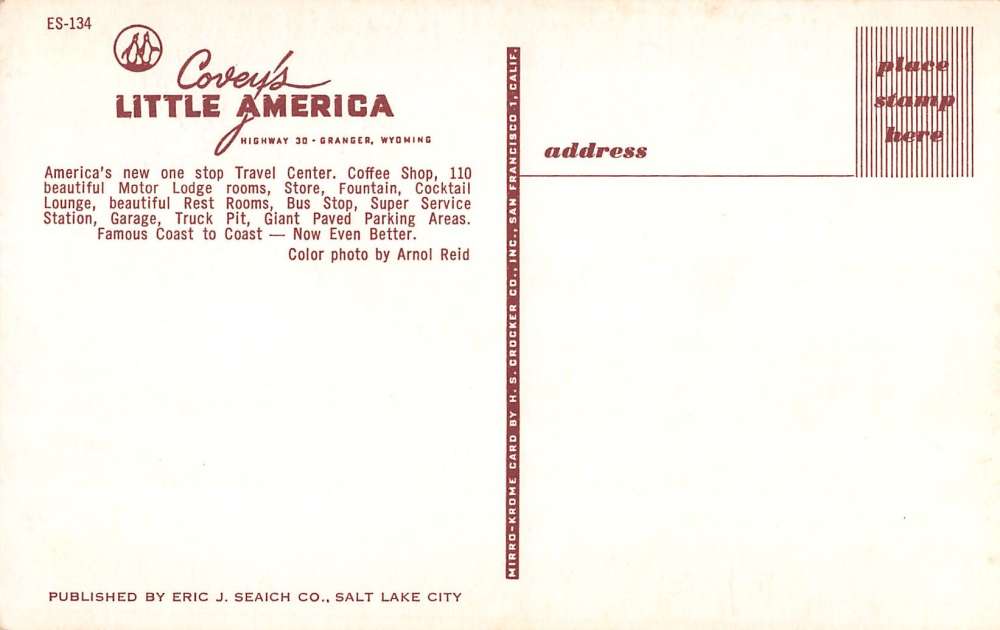 ES-134
Covey's
LITTLE AMERICA
HIGHWAY 30 · GRANGER, WYOMING
America's new one stop Travel Center. Coffee Shop, 110
beautiful Motor Lodge rooms, Store, Fountain, Cocktail
Lounge, beautiful Rest Rooms, Bus Stop, Super Service
Station, Garage, Truck Pit, Giant Paved Parking Areas.
Famous Coast to Coast — Now Even Better.
Color photo by Arnol Reid
PUBLISHED BY ERIC J. SEAICH CO., SALT LAKE CITY
MIRRO-KROME CARD BY H. S. CROCKER CO., INC., SAN FRANCISCO 1, CALIF.
address
place
stamp
here